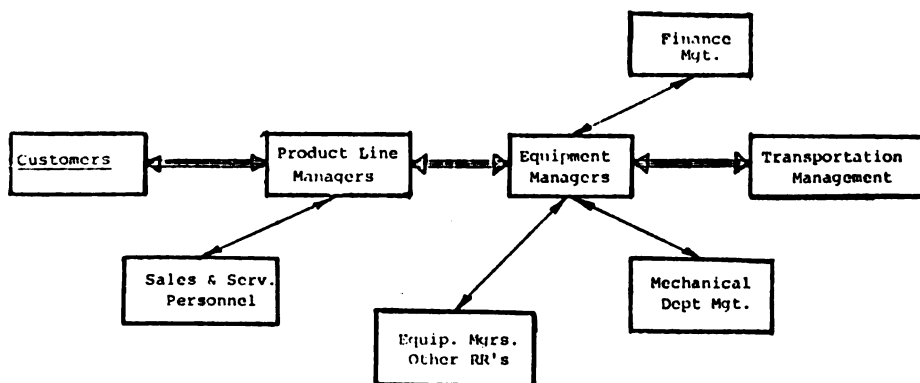 Finance
Mgt.
Customers
Product Line
Managers
Equipment
Managers
Transportation
Management
Sales & Serv.
Personnel
Mechanical
Dept Mgt.
Equip. Mgrs.
Other RR's